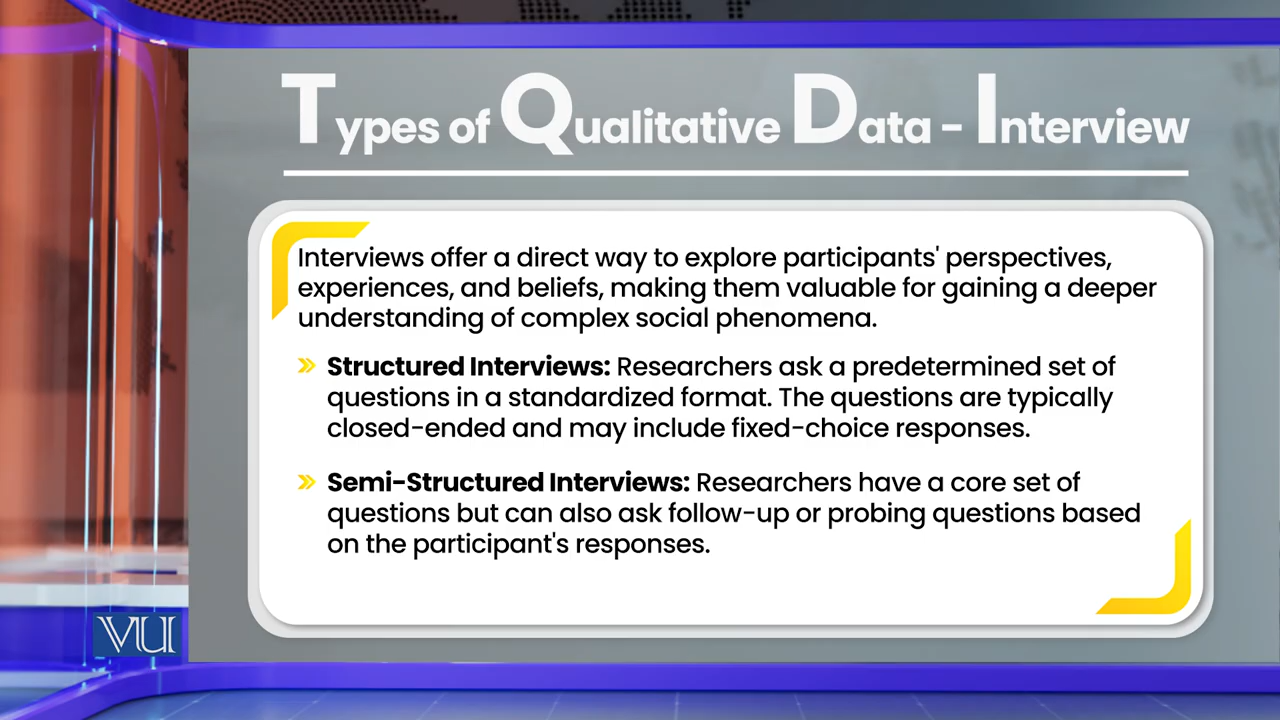 Types of Qualitative Data - Interview
Interviews offer a direct way to explore participants' perspectives,
experiences, and beliefs, making them valuable for gaining a deeper
understanding of complex social phenomena.
Structured Interviews: Researchers ask a predetermined set of
questions in a standardized format. The questions are typically
closed-ended and may include fixed-choice responses.
Semi-Structured Interviews: Researchers have a core set of
questions but can also ask follow-up or probing questions based
on the participant's responses.
VU